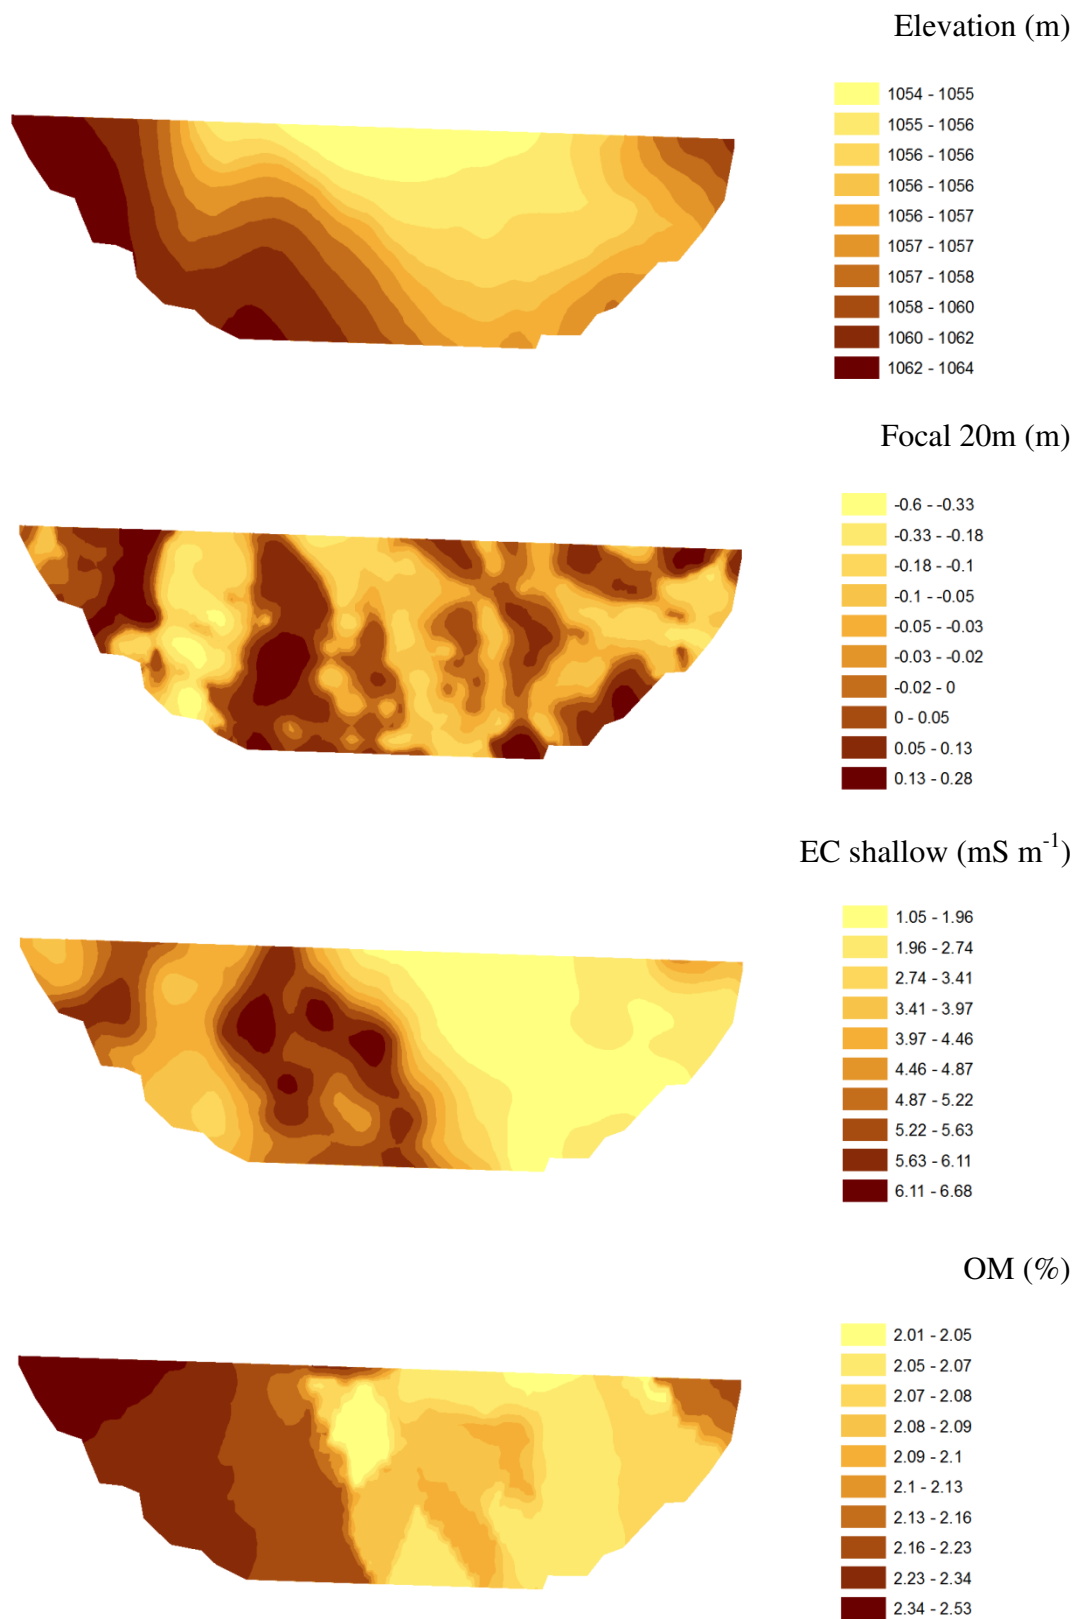 Elevation (m)
1054 - 1055
1055 - 1056
1056 - 1056
1056 - 1056
1056 - 1057
1057 - 1057
1057 - 1058
1058 - 1060
1060 - 1062
1062 - 1064
Focal 20m (m)
-0.6 - -0.33
-0.33 - -0.18
-0.18 - -0.1
-0.1 - -0.05
-0.05 - -0.03
-0.03 - -0.02
-0.02 - 0
0 - 0.05
0.05 - 0.13
0.13 - 0.28
EC shallow (mS m⁻¹)
1.05 - 1.96
1.96 - 2.74
2.74 - 3.41
3.41 - 3.97
3.97 - 4.46
4.46 - 4.87
4.87 - 5.22
5.22 - 5.63
5.63 - 6.11
6.11 - 6.68
OM (%)
2.01 - 2.05
2.05 - 2.07
2.07 - 2.08
2.08 - 2.09
2.09 - 2.1
2.1 - 2.13
2.13 - 2.16
2.16 - 2.23
2.23 - 2.34
2.34 - 2.53